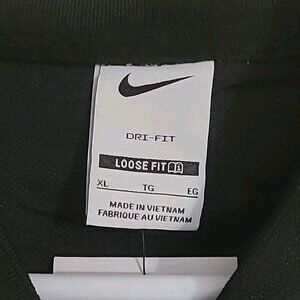 DRI-FIT
LOOSE FIT
XL TG EG
MADE IN VIETNAM
FABRIQUE AU VIETNAM